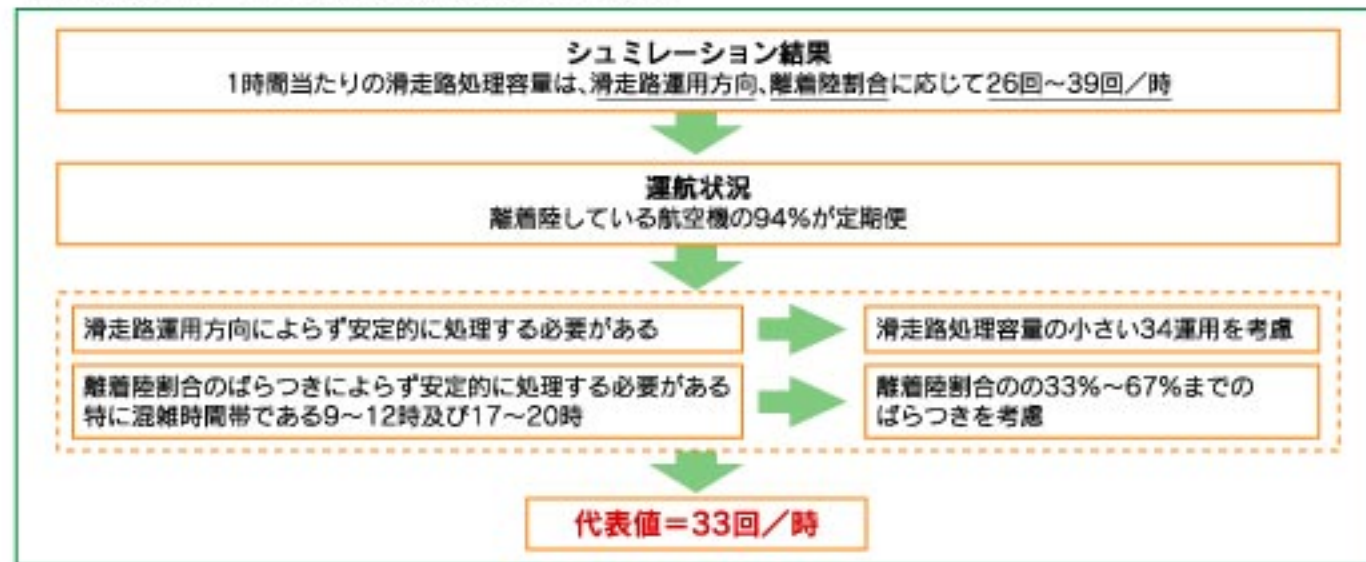 シュミレーション結果
1時間当たりの滑走路処理容量は、滑走路運用方向、離着陸割合に応じて26回～39回／時
運航状況
離着陸している航空機の94%が定期便
滑走路運用方向によらず安定的に処理する必要がある
滑走路処理容量の小さい34運用を考慮
離着陸割合のばらつきによらず安定的に処理する必要がある
特に混雑時間帯である9～12時及び17～20時
離着陸割合のの33%～67%までの
ばらつきを考慮
代表値＝33回／時